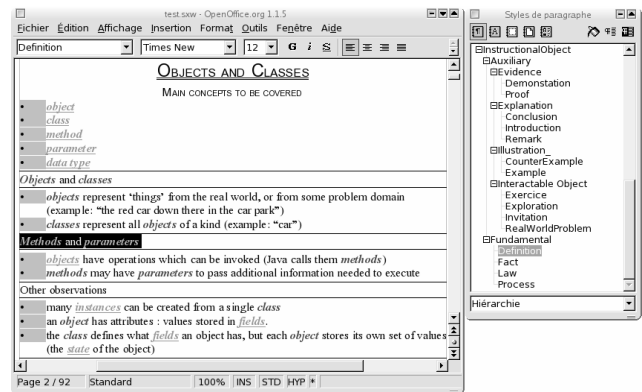 test.sxw - OpenOffice.org 1.1.5
Fichier Édition Affichage Insertion Format Outils Fenêtre Aide
Definition Times New 12 G i S
OBJECTS AND CLASSES
MAIN CONCEPTS TO BE COVERED
• object
• class
• method
• parameter
• data type
Objects and classes
• objects represent ‘things’ from the real world, or from some problem domain
(example: “the red car down there in the car park”)
• classes represent all objects of a kind (example: “car”)
Methods and parameters
• objects have operations which can be invoked (Java calls them methods)
• methods may have parameters to pass additional information needed to execute
Other observations
• many instances can be created from a single class
• an object has attributes : values stored in fields.
• the class defines what fields an object has, but each object stores its own set of values
(the state of the object)
Page 2 / 92 Standard 100% INS STD HYP *
Styles de paragraphe
InstructionalObject
Auxiliary
Evidence
Demonstation
Proof
Explanation
Conclusion
Introduction
Remark
Illustration_
CounterExample
Example
Interactable Object
Exercice
Exploration
Invitation
RealWorldProblem
Fundamental
Definition
Fact
Law
Process
Hiérarchie